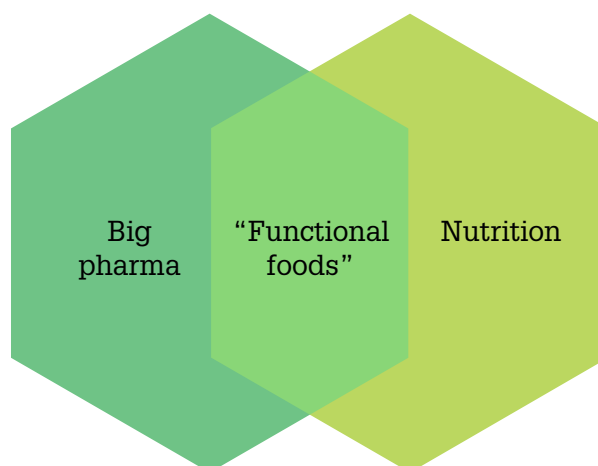 Big
pharma
“Functional
foods”
Nutrition